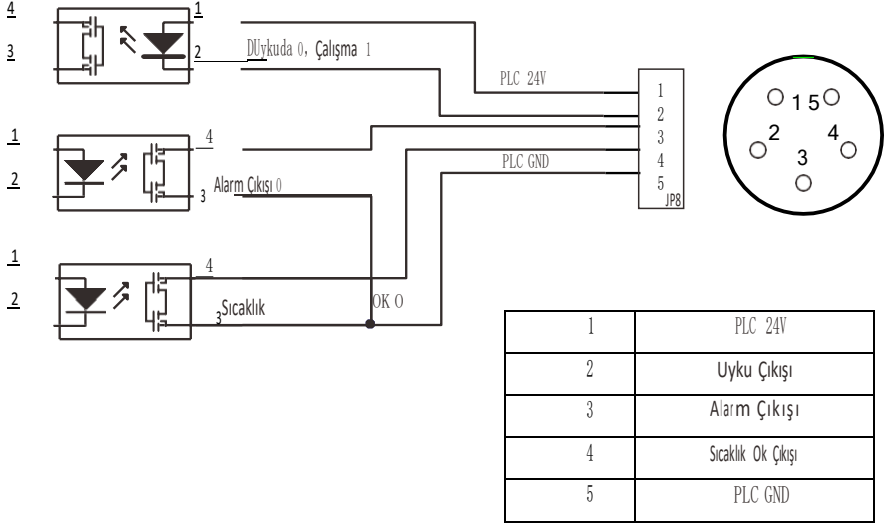 4 1
3 2 DUykuda 0, Çalışma 1
PLC 24V
1
2
3
4
5
JP8
1 5
2 4
3
1 4
2 3 Alarm Çıkışı 0
PLC GND
1 4
2 3 Sıcaklık OK O
1 PLC 24V
2 Uyku Çıkışı
3 Alarm Çıkışı
4 Sıcaklık Ok Çıkışı
5 PLC GND